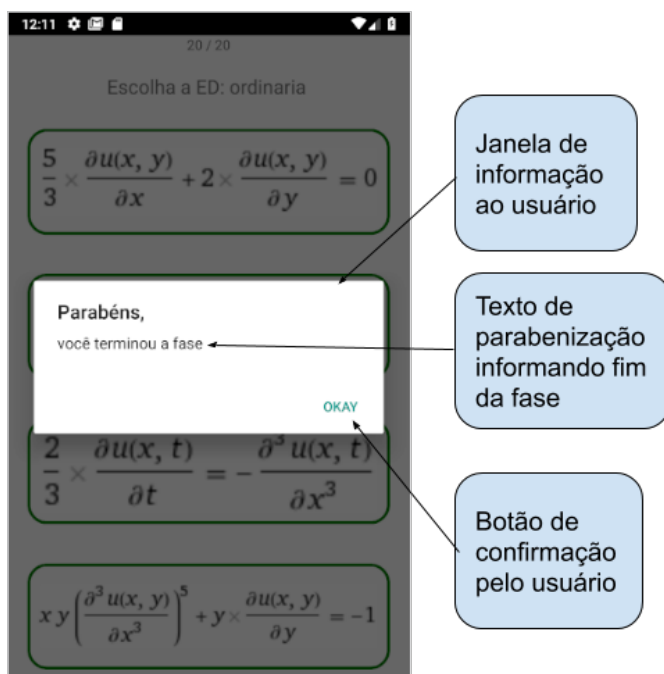 12:11
20 / 20
Escolha a ED: ordinaria
5/3 × ∂u(x, y)/∂x + 2 × ∂u(x, y)/∂y = 0
Parabéns,
você terminou a fase
OKAY
2/3 × ∂u(x, t)/∂t = − ∂³ u(x, t)/∂x³
x y (∂³ u(x, y)/∂x³)⁵ + y × ∂u(x, y)/∂y = −1
Janela de
informação
ao usuário
Texto de
parabenização
informando fim
da fase
Botão de
confirmação
pelo usuário